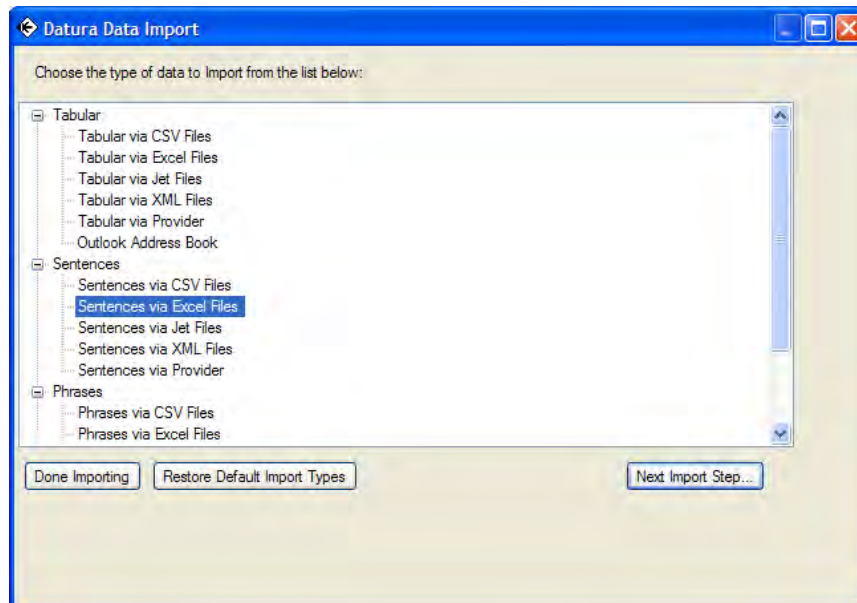 Datura Data Import
Choose the type of data to Import from the list below:
Tabular
Tabular via CSV Files
Tabular via Excel Files
Tabular via Jet Files
Tabular via XML Files
Tabular via Provider
Outlook Address Book
Sentences
Sentences via CSV Files
Sentences via Excel Files
Sentences via Jet Files
Sentences via XML Files
Sentences via Provider
Phrases
Phrases via CSV Files
Phrases via Excel Files
Done Importing Restore Default Import Types Next Import Step...